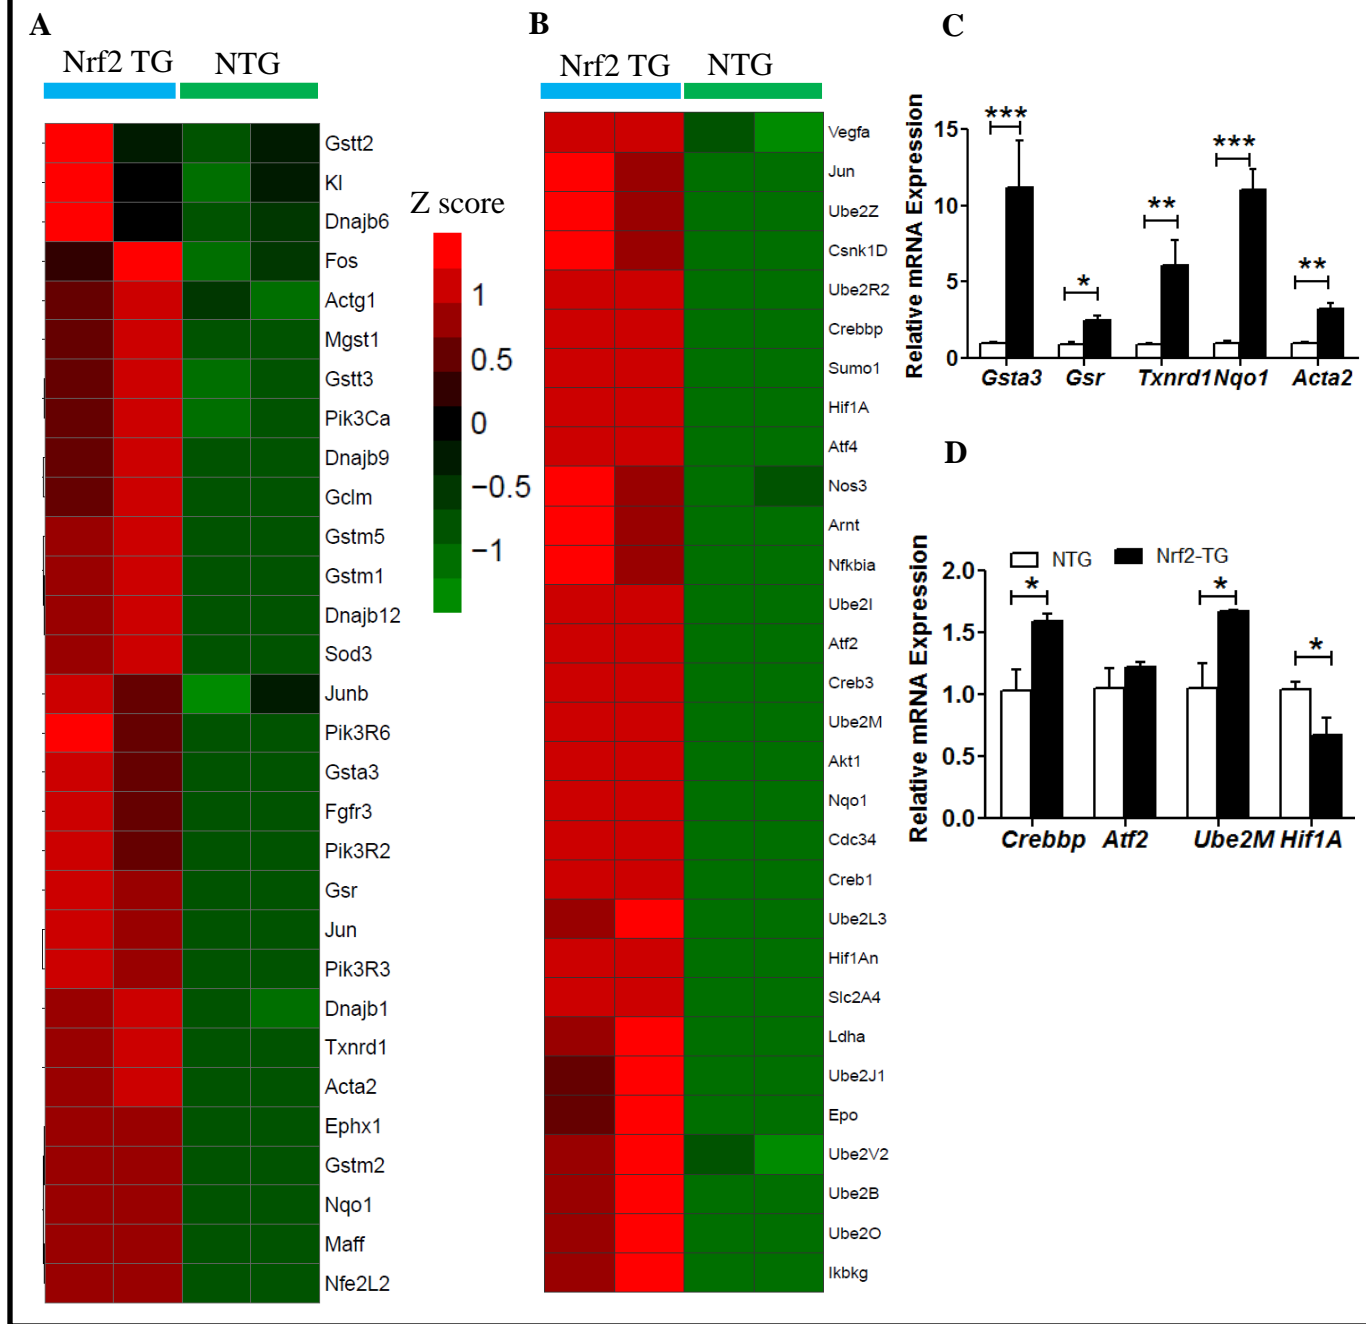 A
Nrf2 TG
NTG
Gstt2
Kl
Dnajb6
Fos
Actg1
Mgst1
Gstt3
Pik3Ca
Dnajb9
Gclm
Gstm5
Gstm1
Dnajb12
Sod3
Junb
Pik3R6
Gsta3
Fgfr3
Pik3R2
Gsr
Jun
Pik3R3
Dnajb1
Txnrd1
Acta2
Ephx1
Gstm2
Nqo1
Maff
Nfe2L2
Z score
1
0.5
0
−0.5
−1
B
Nrf2 TG
NTG
Vegfa
Jun
Ube2Z
Csnk1D
Ube2R2
Crebbp
Sumo1
Hif1A
Atf4
Nos3
Arnt
Nfkbia
Ube2I
Atf2
Creb3
Ube2M
Akt1
Nqo1
Cdc34
Creb1
Ube2L3
Hif1An
Slc2A4
Ldha
Ube2J1
Epo
Ube2V2
Ube2B
Ube2O
Ikbkg
C
Relative mRNA Expression
15
10
5
0
***
*
**
***
**
Gsta3
Gsr
Txnrd1
Nqo1
Acta2
D
NTG
Nrf2-TG
Relative mRNA Expression
2.0
1.5
1.0
0.5
0.0
*
*
*
Crebbp
Atf2
Ube2M
Hif1A